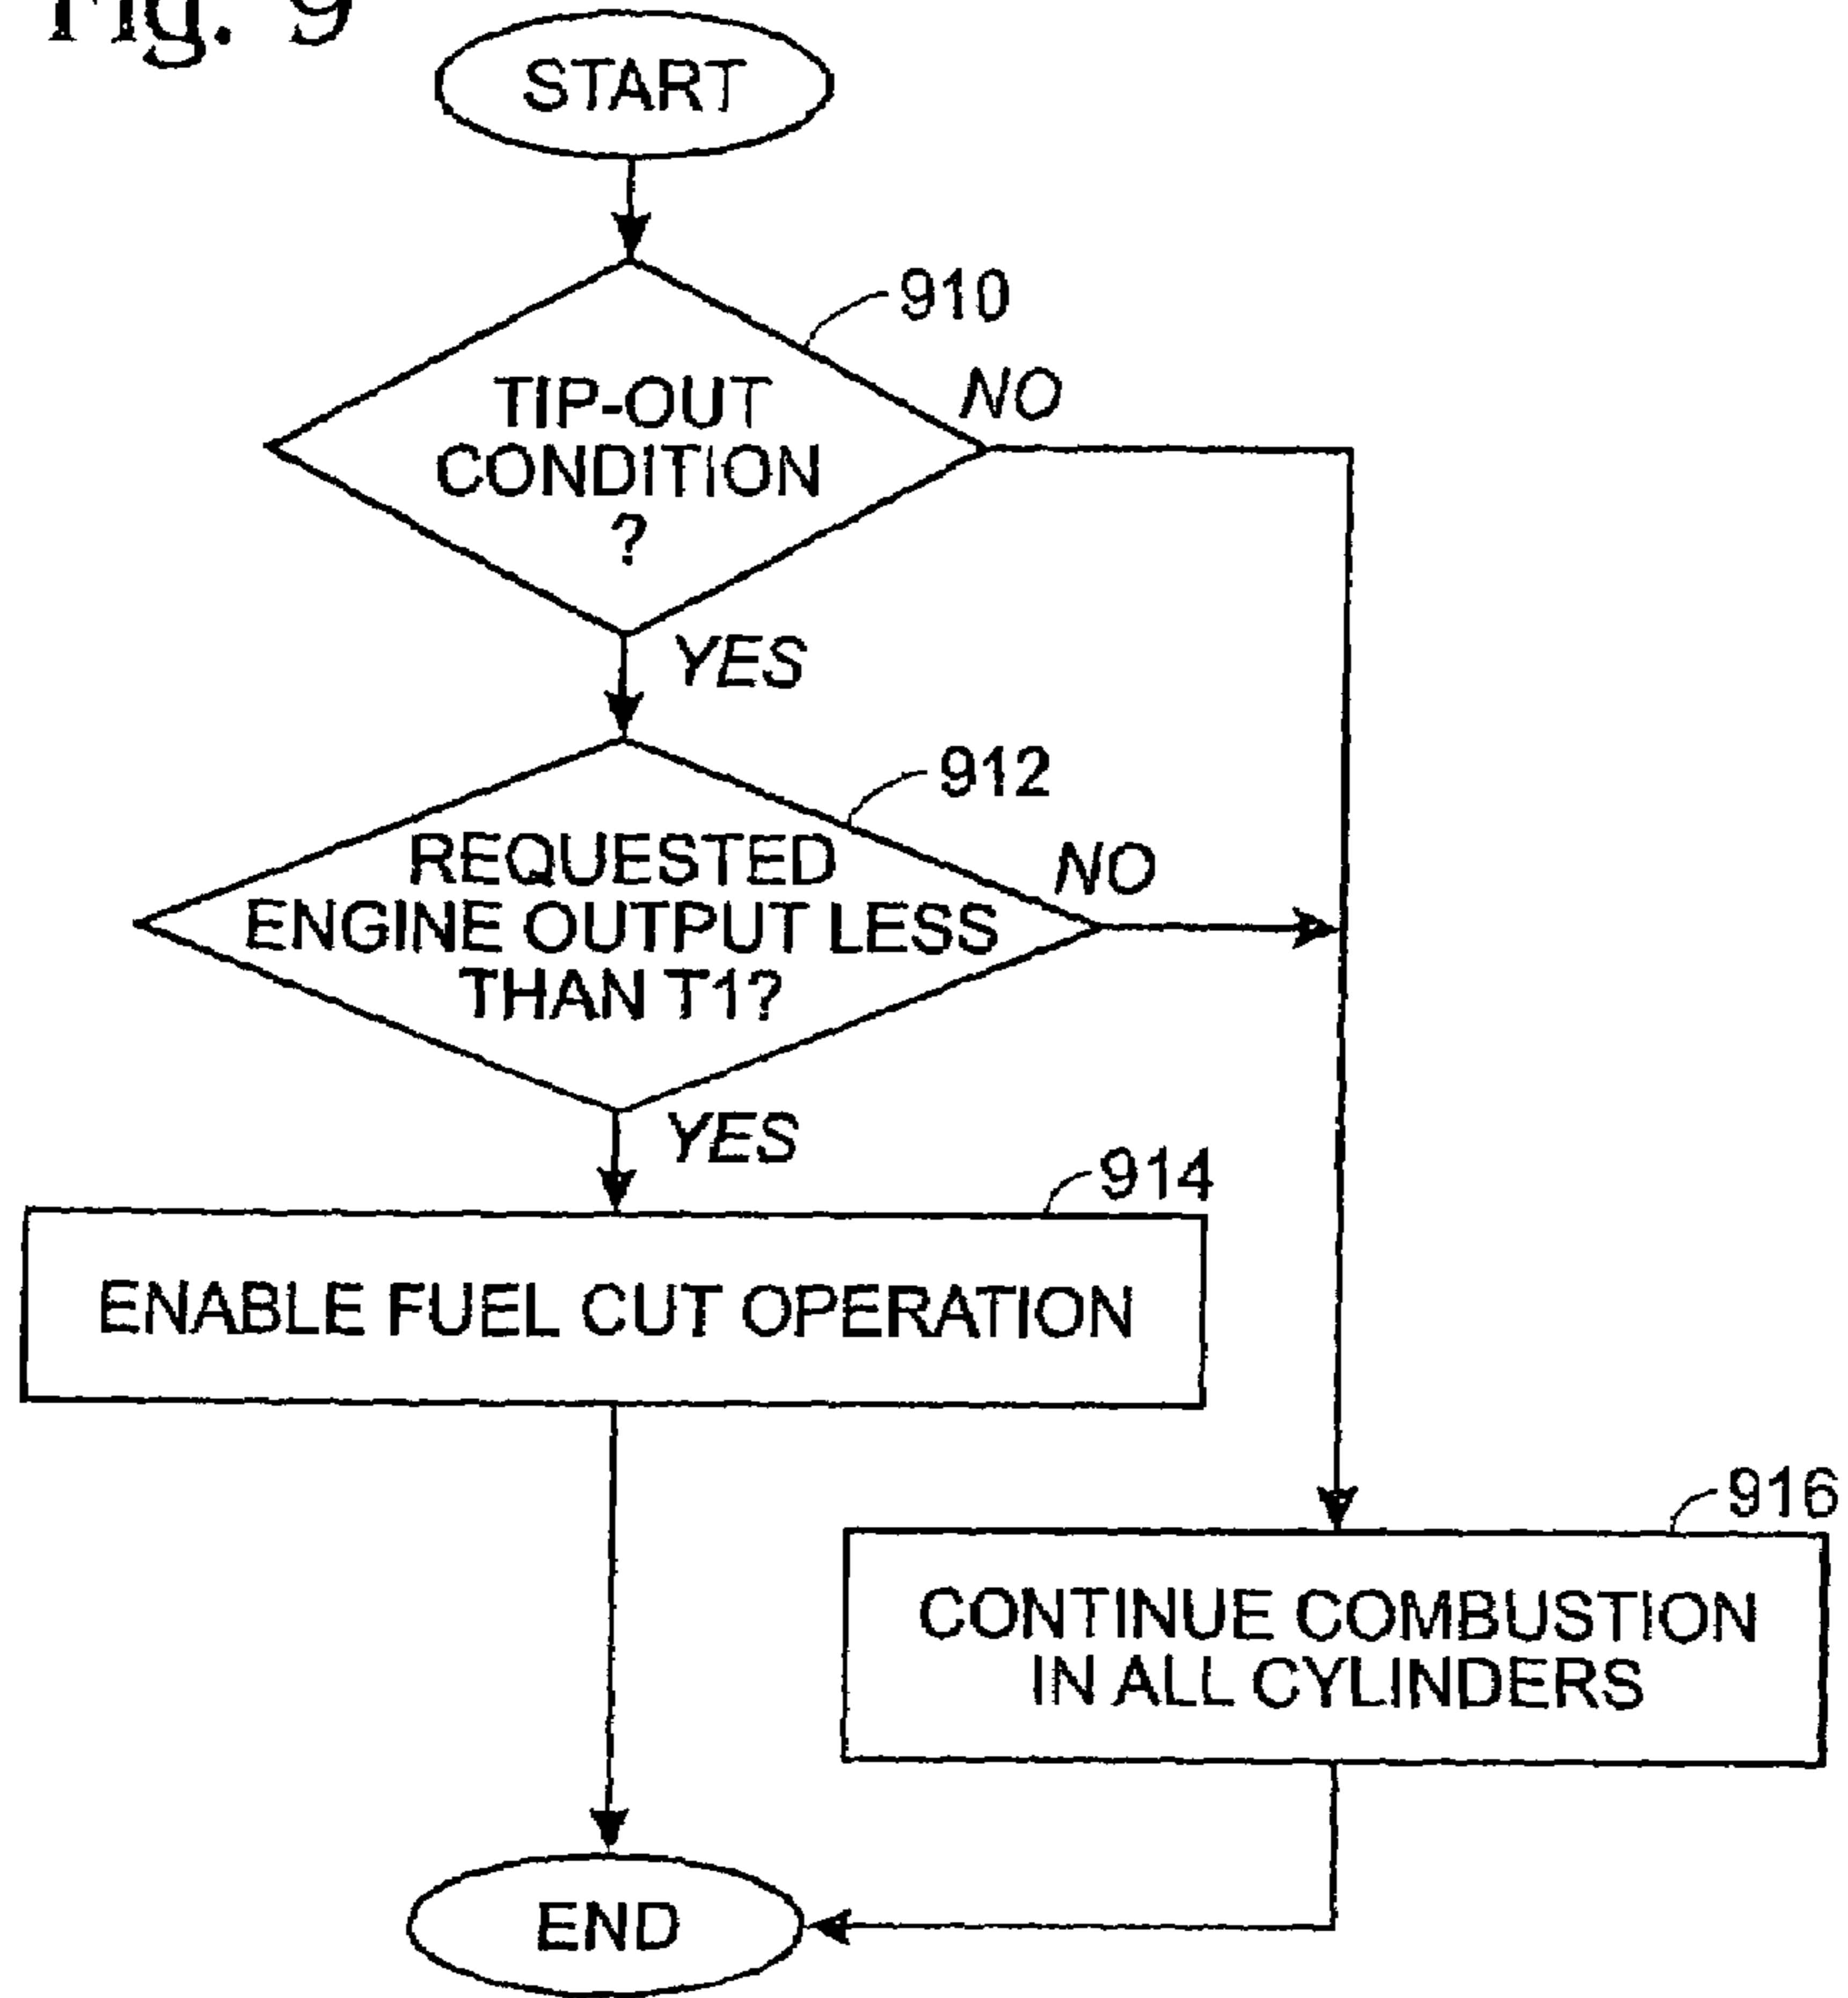 Fig. 9
START
910
TIP-OUT
CONDITION
?
NO
YES
912
REQUESTED
ENGINE OUTPUT LESS
THAN T1?
NO
YES
914
ENABLE FUEL CUT OPERATION
916
CONTINUE COMBUSTION
IN ALL CYLINDERS
END